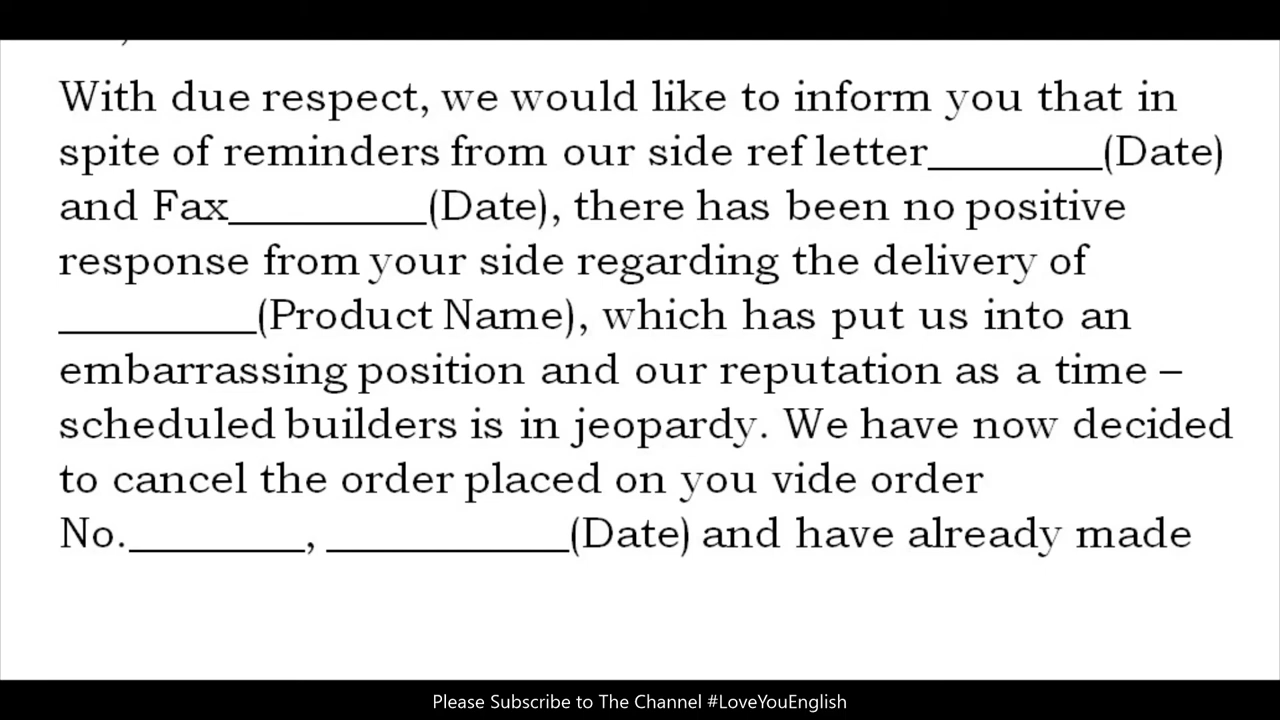 With due respect, we would like to inform you that in
spite of reminders from our side ref letter________(Date)
and Fax_________(Date), there has been no positive
response from your side regarding the delivery of
_________(Product Name), which has put us into an
embarrassing position and our reputation as a time –
scheduled builders is in jeopardy. We have now decided
to cancel the order placed on you vide order
No.________, ___________(Date) and have already made
Please Subscribe to The Channel #LoveYouEnglish